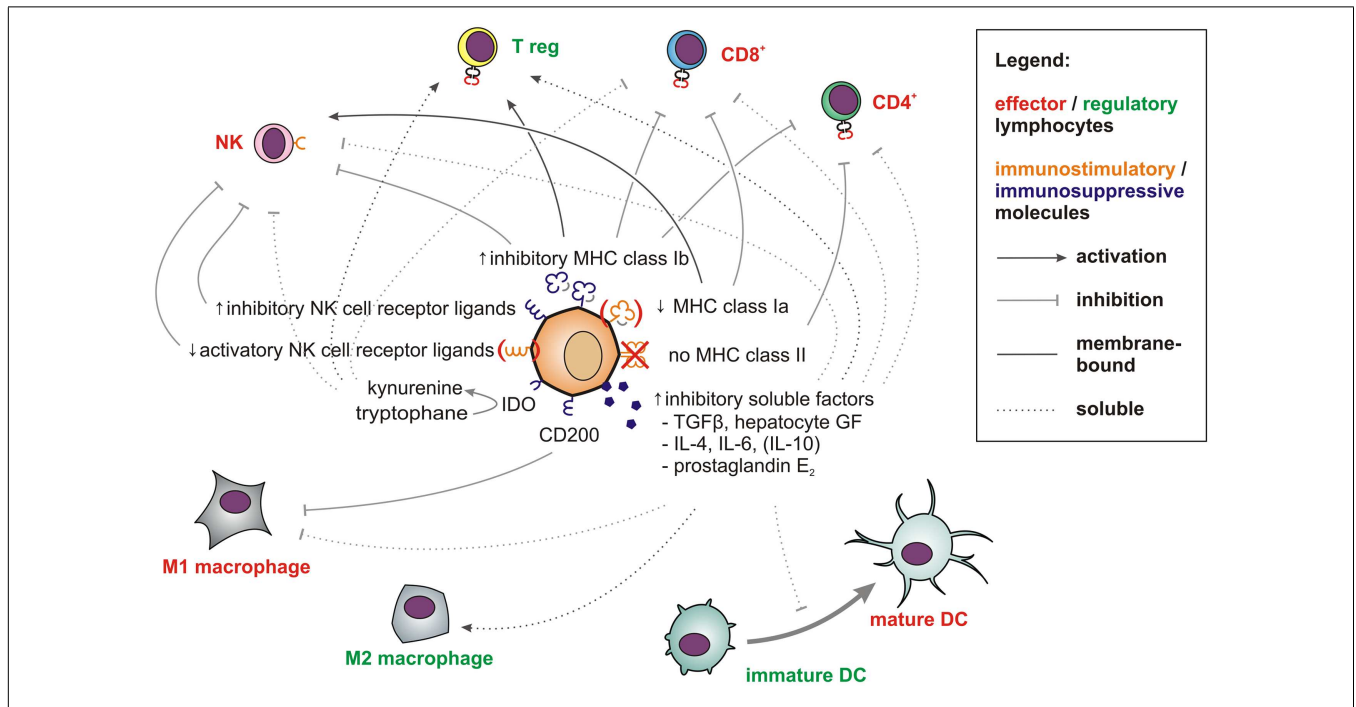 T reg
CD8⁺
CD4⁺
NK
↑inhibitory MHC class Ib
↑inhibitory NK cell receptor ligands
↓ MHC class Ia
↓activatory NK cell receptor ligands
no MHC class II
kynurenine
tryptophane
IDO
CD200
↑inhibitory soluble factors
- TGFβ, hepatocyte GF
- IL-4, IL-6, (IL-10)
- prostaglandin E₂
M1 macrophage
M2 macrophage
immature DC
mature DC
Legend:
effector / regulatory
lymphocytes
immunostimulatory /
immunosuppressive
molecules
activation
inhibition
membrane-
bound
soluble